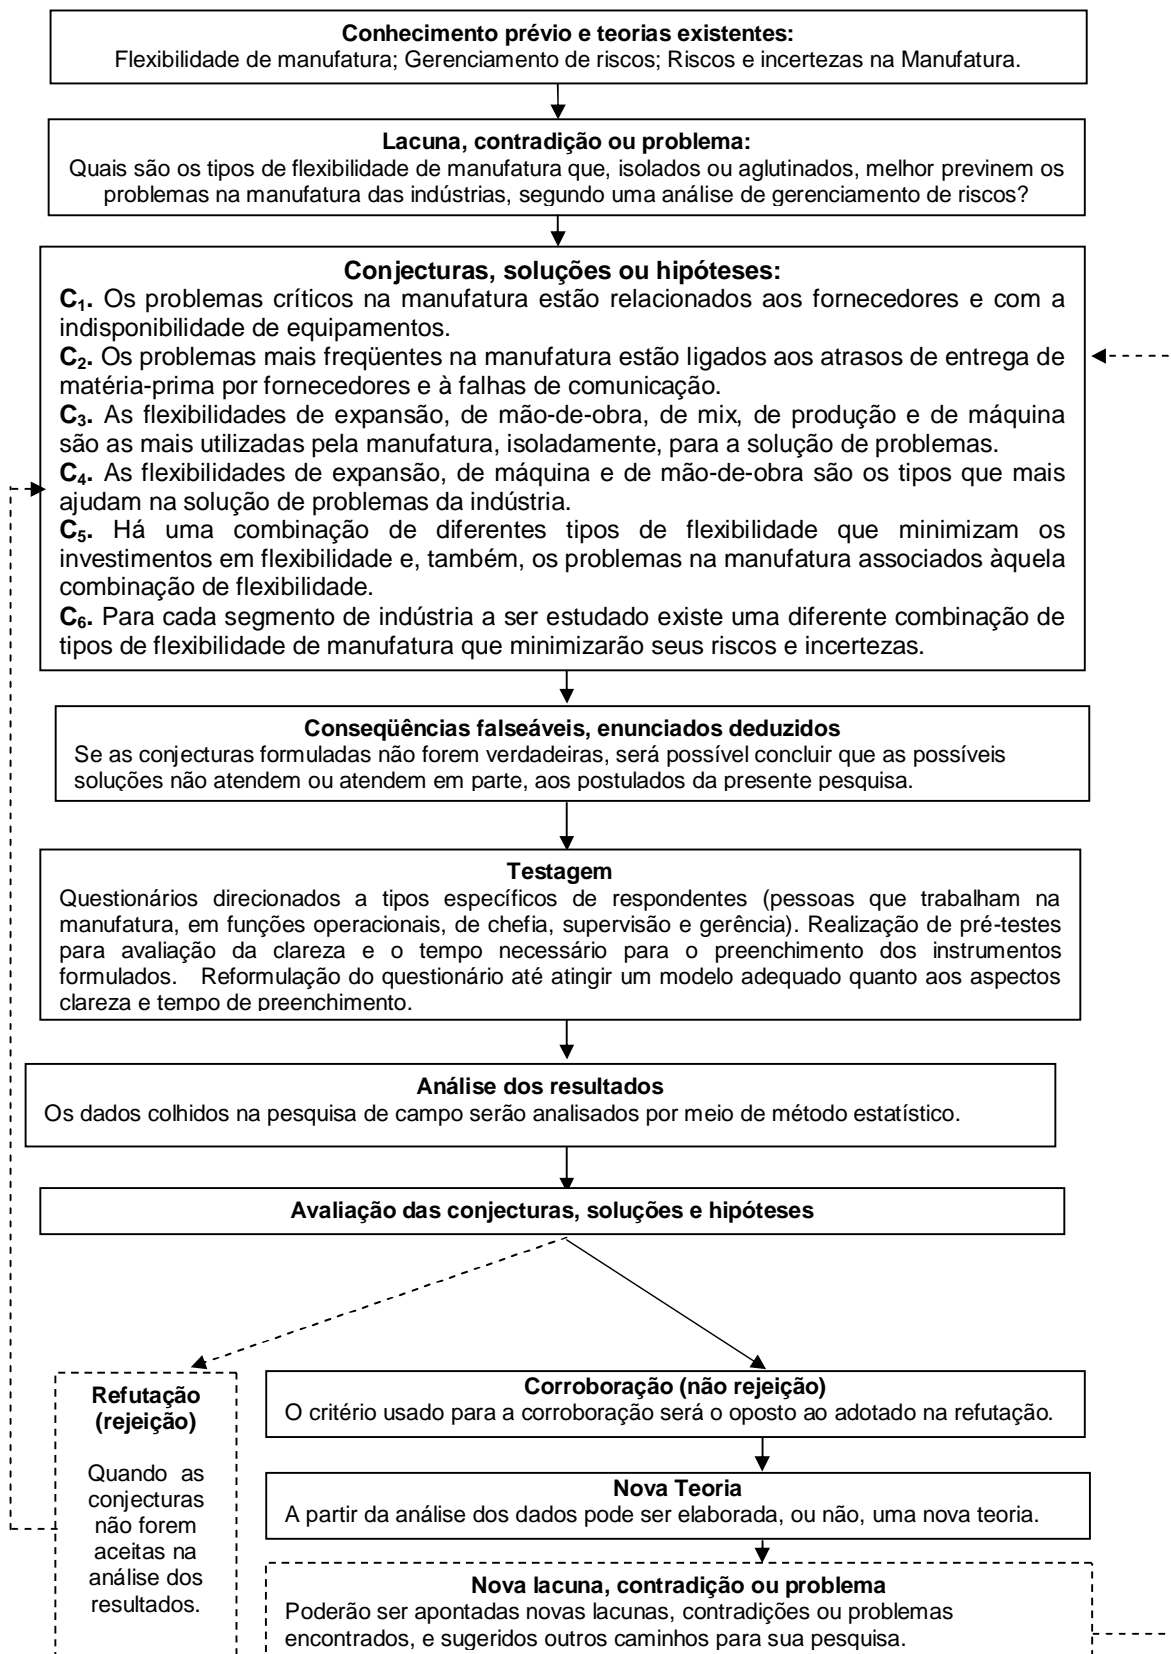 Conhecimento prévio e teorias existentes:
Flexibilidade de manufatura; Gerenciamento de riscos; Riscos e incertezas na Manufatura.
Lacuna, contradição ou problema:
Quais são os tipos de flexibilidade de manufatura que, isolados ou aglutinados, melhor previnem os
problemas na manufatura das indústrias, segundo uma análise de gerenciamento de riscos?
Conjecturas, soluções ou hipóteses:
C1. Os problemas críticos na manufatura estão relacionados aos fornecedores e com a
indisponibilidade de equipamentos.
C2. Os problemas mais freqüentes na manufatura estão ligados aos atrasos de entrega de
matéria-prima por fornecedores e à falhas de comunicação.
C3. As flexibilidades de expansão, de mão-de-obra, de mix, de produção e de máquina
são as mais utilizadas pela manufatura, isoladamente, para a solução de problemas.
C4. As flexibilidades de expansão, de máquina e de mão-de-obra são os tipos que mais
ajudam na solução de problemas da indústria.
C5. Há uma combinação de diferentes tipos de flexibilidade que minimizam os
investimentos em flexibilidade e, também, os problemas na manufatura associados àquela
combinação de flexibilidade.
C6. Para cada segmento de indústria a ser estudado existe uma diferente combinação de
tipos de flexibilidade de manufatura que minimizarão seus riscos e incertezas.
Conseqüências falseáveis, enunciados deduzidos
Se as conjecturas formuladas não forem verdadeiras, será possível concluir que as possíveis
soluções não atendem ou atendem em parte, aos postulados da presente pesquisa.
Testagem
Questionários direcionados a tipos específicos de respondentes (pessoas que trabalham na
manufatura, em funções operacionais, de chefia, supervisão e gerência). Realização de pré-testes
para avaliação da clareza e o tempo necessário para o preenchimento dos instrumentos
formulados. Reformulação do questionário até atingir um modelo adequado quanto aos aspectos
clareza e tempo de preenchimento.
Análise dos resultados
Os dados colhidos na pesquisa de campo serão analisados por meio de método estatístico.
Avaliação das conjecturas, soluções e hipóteses
Refutação
(rejeição)
Quando as
conjecturas
não forem
aceitas na
análise dos
resultados.
Corroboração (não rejeição)
O critério usado para a corroboração será o oposto ao adotado na refutação.
Nova Teoria
A partir da análise dos dados pode ser elaborada, ou não, uma nova teoria.
Nova lacuna, contradição ou problema
Poderão ser apontadas novas lacunas, contradições ou problemas
encontrados, e sugeridos outros caminhos para sua pesquisa.